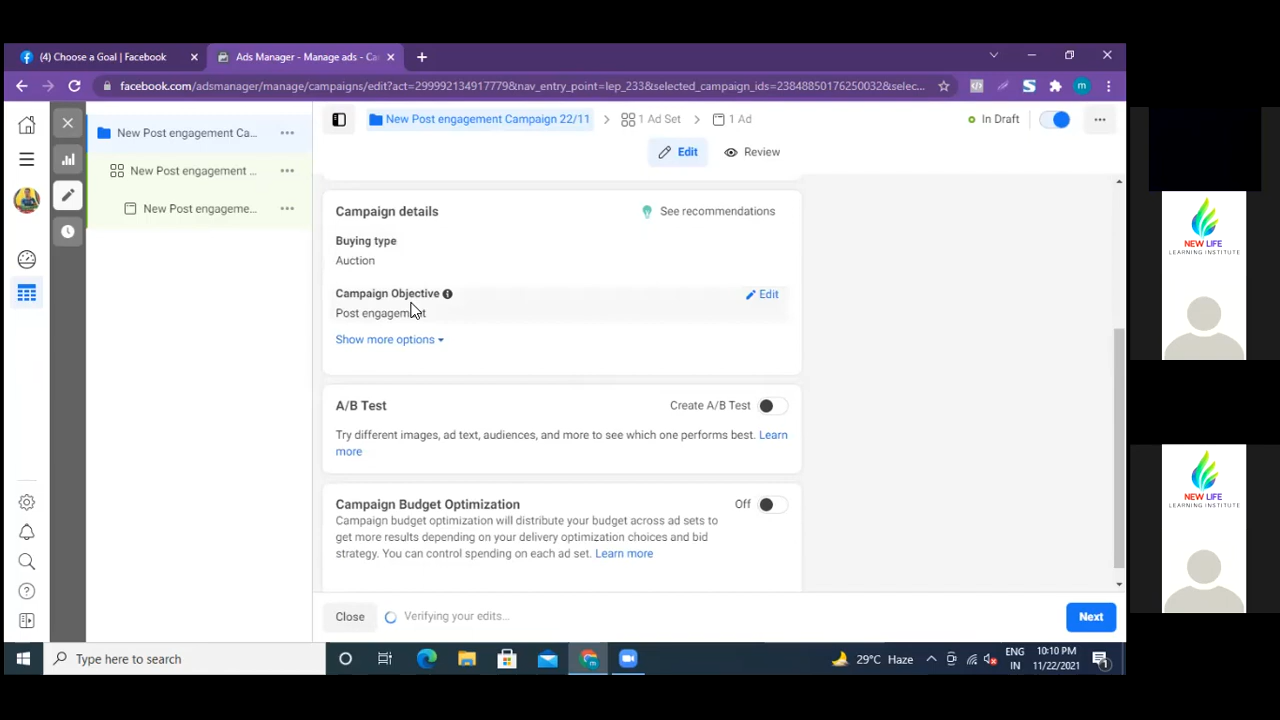 (4) Choose a Goal | Facebook
Ads Manager - Manage ads - Ca
facebook.com/adsmanager/manage/campaigns/edit?act=299992134917779&nav_entry_point=lep_233&selected_campaign_ids=23848850176250032&selec...
m
New Post engagement Ca...
New Post engagement ...
New Post engageme...
New Post engagement Campaign 22/11
1 Ad Set
1 Ad
In Draft
Edit
Review
Campaign details
See recommendations
Buying type
Auction
Campaign Objective
Edit
Post engagement
Show more options
A/B Test
Create A/B Test
Try different images, ad text, audiences, and more to see which one performs best. Learn
more
Campaign Budget Optimization
Off
Campaign budget optimization will distribute your budget across ad sets to
get more results depending on your delivery optimization choices and bid
strategy. You can control spending on each ad set. Learn more
Close
Verifying your edits...
Next
NEW LIFE
LEARNING INSTITUTE
NEW LIFE
LEARNING INSTITUTE
Type here to search
29°C Haze
ENG
IN
10:10 PM
11/22/2021
1